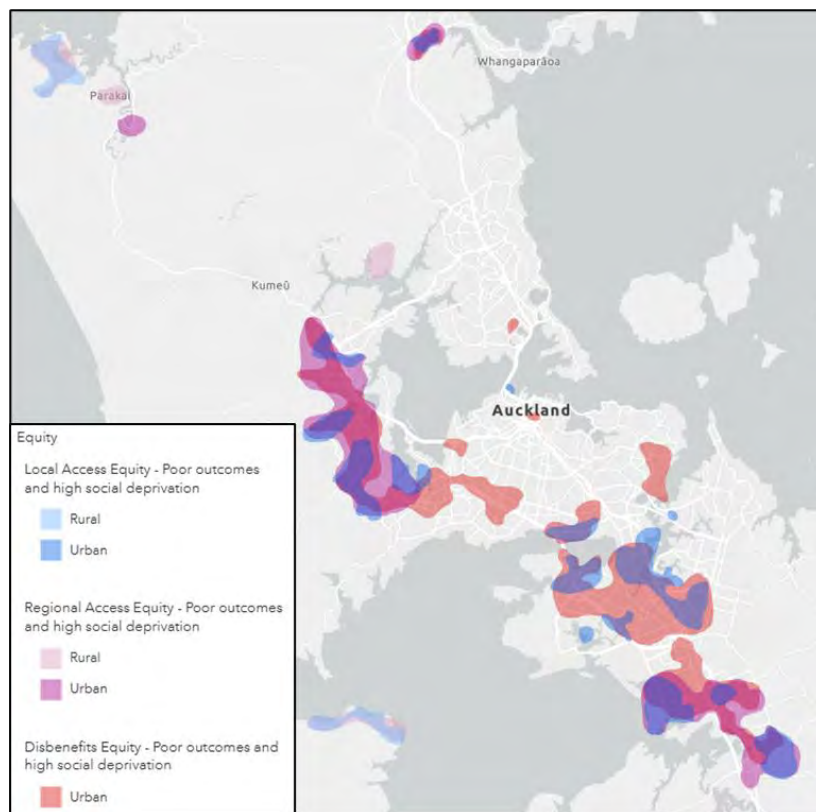 Whangaparāoa
Parakai
Kumeū
Auckland
Equity
Local Access Equity - Poor outcomes
and high social deprivation
Rural
Urban
Regional Access Equity - Poor outcomes
and high social deprivation
Rural
Urban
Disbenefits Equity - Poor outcomes and
high social deprivation
Urban